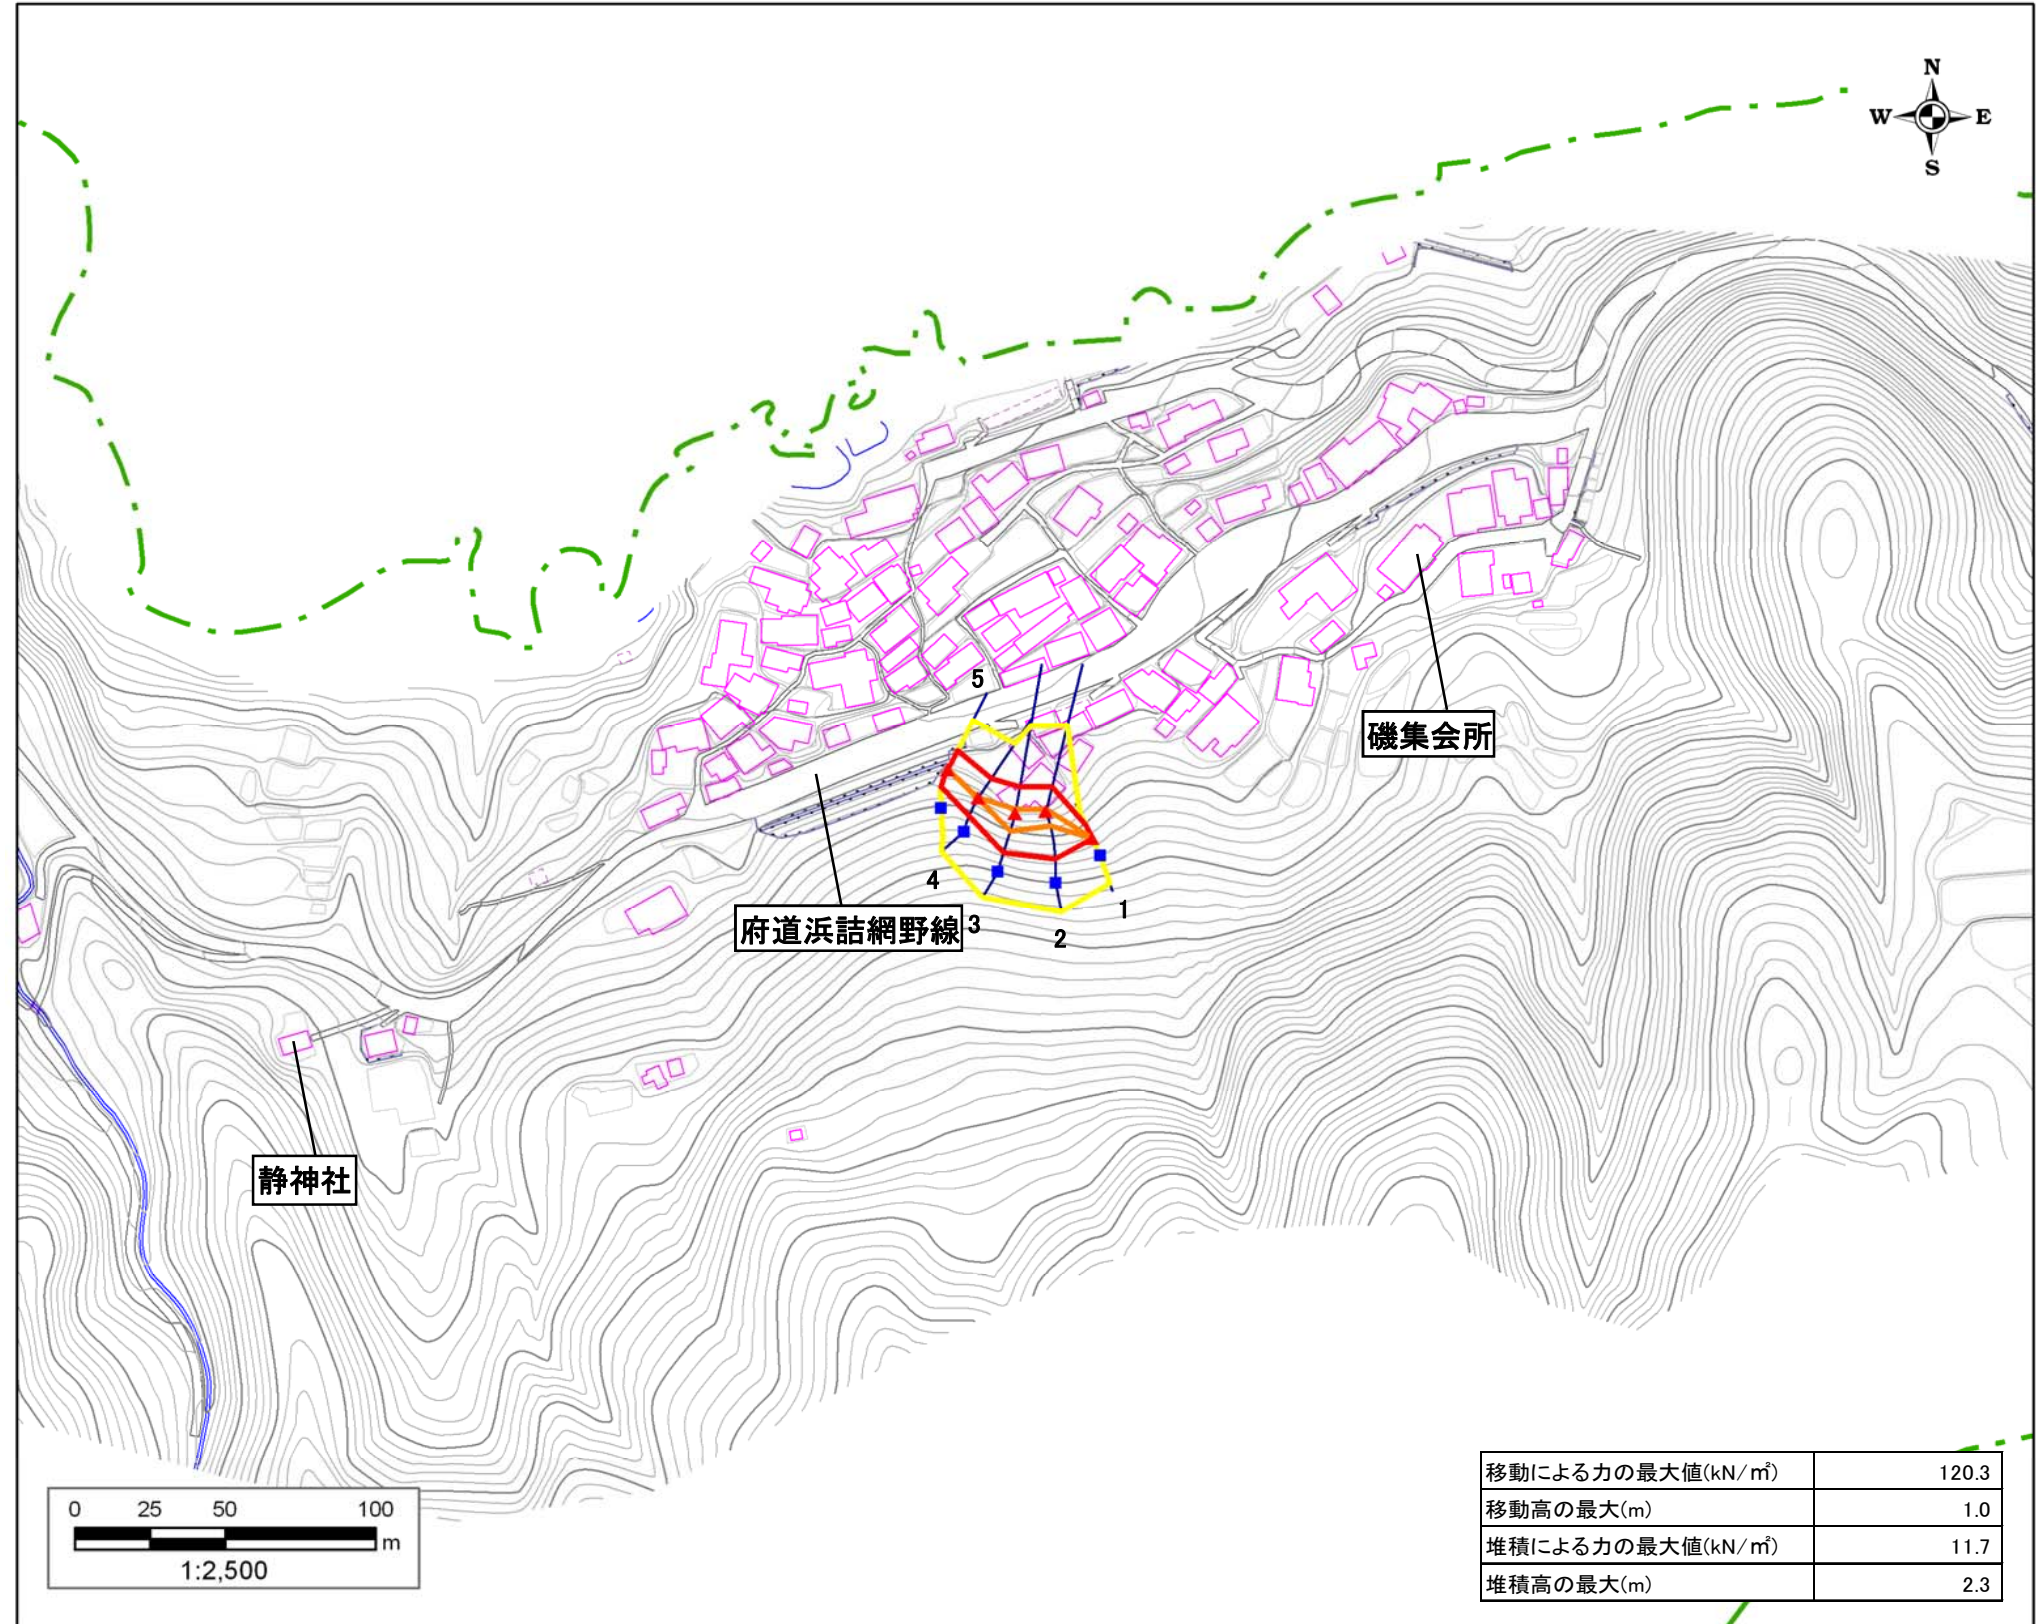 N
W E
S
5
磯集会所
4
府道浜詰網野線
3
2
1
静神社
0 25 50 100
m
1:2,500
移動による力の最大値(kN/㎡) 120.3
移動高の最大(m) 1.0
堆積による力の最大値(kN/㎡) 11.7
堆積高の最大(m) 2.3